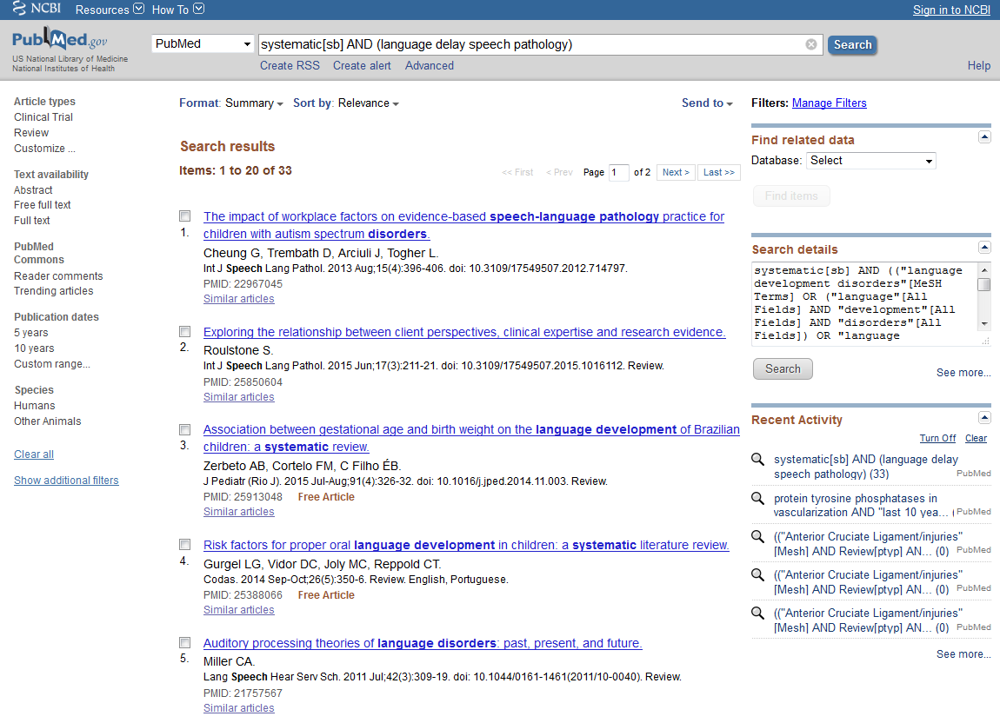 NCBI Resources How To Sign in to NCBI
PubMed.gov
US National Library of Medicine
National Institutes of Health
PubMed
systematic[sb] AND (language delay speech pathology)
Search
Create RSS Create alert Advanced
Help
Article types
Clinical Trial
Review
Customize ...
Text availability
Abstract
Free full text
Full text
PubMed
Commons
Reader comments
Trending articles
Publication dates
5 years
10 years
Custom range...
Species
Humans
Other Animals
Clear all
Show additional filters
Format: Summary Sort by: Relevance Send to
Search results
Items: 1 to 20 of 33
<< First < Prev Page 1 of 2 Next > Last >>
The impact of workplace factors on evidence-based speech-language pathology practice for
1. children with autism spectrum disorders.
Cheung G, Trembath D, Arciuli J, Togher L.
Int J Speech Lang Pathol. 2013 Aug;15(4):396-406. doi: 10.3109/17549507.2012.714797.
PMID: 22967045
Similar articles
Exploring the relationship between client perspectives, clinical expertise and research evidence.
2. Roulstone S.
Int J Speech Lang Pathol. 2015 Jun;17(3):211-21. doi: 10.3109/17549507.2015.1016112. Review.
PMID: 25850604
Similar articles
Association between gestational age and birth weight on the language development of Brazilian
3. children: a systematic review.
Zerbeto AB, Cortelo FM, C Filho ÉB.
J Pediatr (Rio J). 2015 Jul-Aug;91(4):326-32. doi: 10.1016/j.jped.2014.11.003. Review.
PMID: 25913048 Free Article
Similar articles
Risk factors for proper oral language development in children: a systematic literature review.
4. Gurgel LG, Vidor DC, Joly MC, Reppold CT.
Codas. 2014 Sep-Oct;26(5):350-6. Review. English, Portuguese.
PMID: 25388066 Free Article
Similar articles
Auditory processing theories of language disorders: past, present, and future.
5. Miller CA.
Lang Speech Hear Serv Sch. 2011 Jul;42(3):309-19. doi: 10.1044/0161-1461(2011/10-0040). Review.
PMID: 21757567
Similar articles
Filters: Manage Filters
Find related data
Database: Select
Find items
Search details
systematic[sb] AND (("language
development disorders"[MeSH
Terms] OR ("language"[All
Fields] AND "development"[All
Fields] AND "disorders"[All
Fields]) OR "language
Search
See more...
Recent Activity
Turn Off Clear
systematic[sb] AND (language delay
speech pathology) (33) PubMed
protein tyrosine phosphatases in
vascularization AND "last 10 yea... ( PubMed
(("Anterior Cruciate Ligament/injuries"
[Mesh] AND Review[ptyp] AN... (0) PubMed
(("Anterior Cruciate Ligament/injuries"
[Mesh] AND Review[ptyp] AN... (0) PubMed
(("Anterior Cruciate Ligament/injuries"
[Mesh] AND Review[ptyp] AN... (0) PubMed
See more...